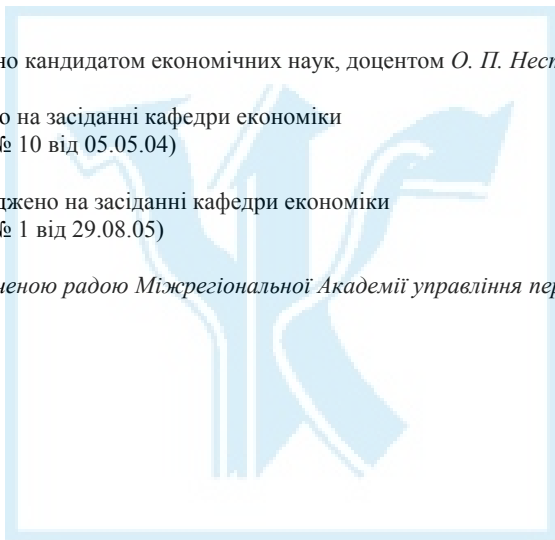 но кандидатом економічних наук, доцентом О. П. Нест
о на засіданні кафедри економіки
№ 10 від 05.05.04)
джено на засіданні кафедри економіки
№ 1 від 29.08.05)
ченою радою Міжрегіональної Академії управління пер